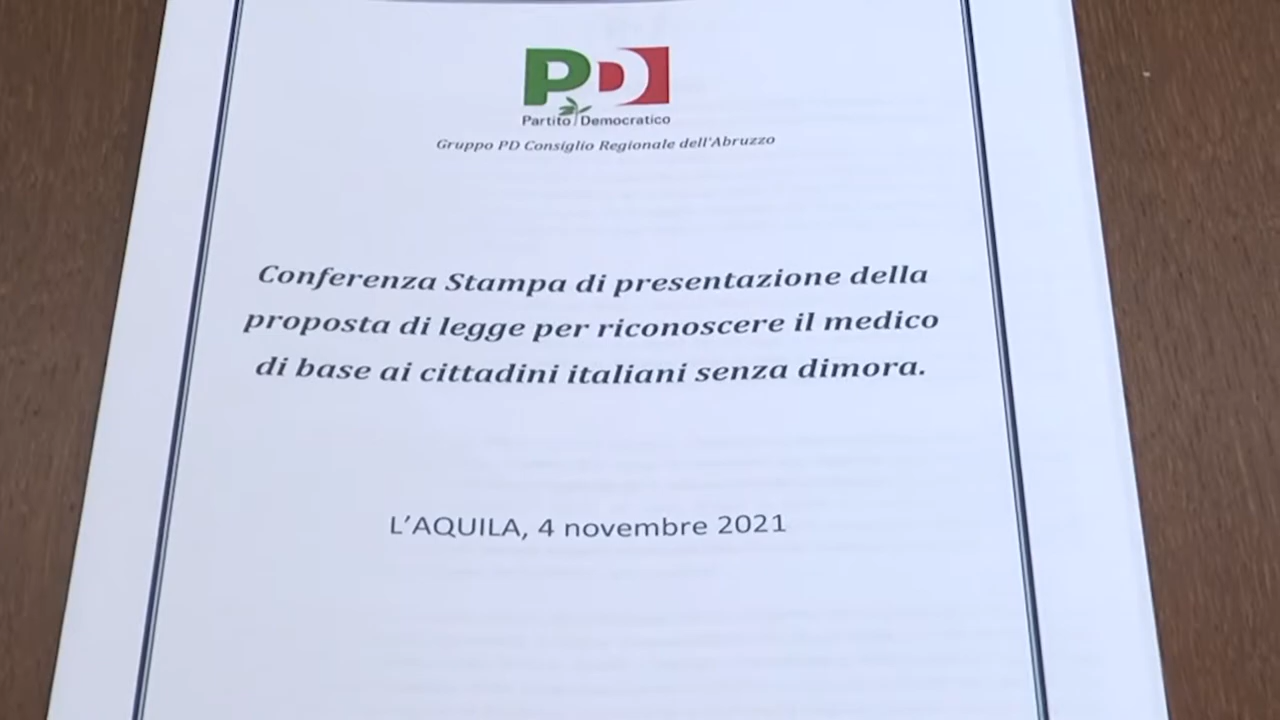 PD
Partito Democratico
Gruppo PD Consiglio Regionale dell'Abruzzo
Conferenza Stampa di presentazione della
proposta di legge per riconoscere il medico
di base ai cittadini italiani senza dimora.
L'AQUILA, 4 novembre 2021